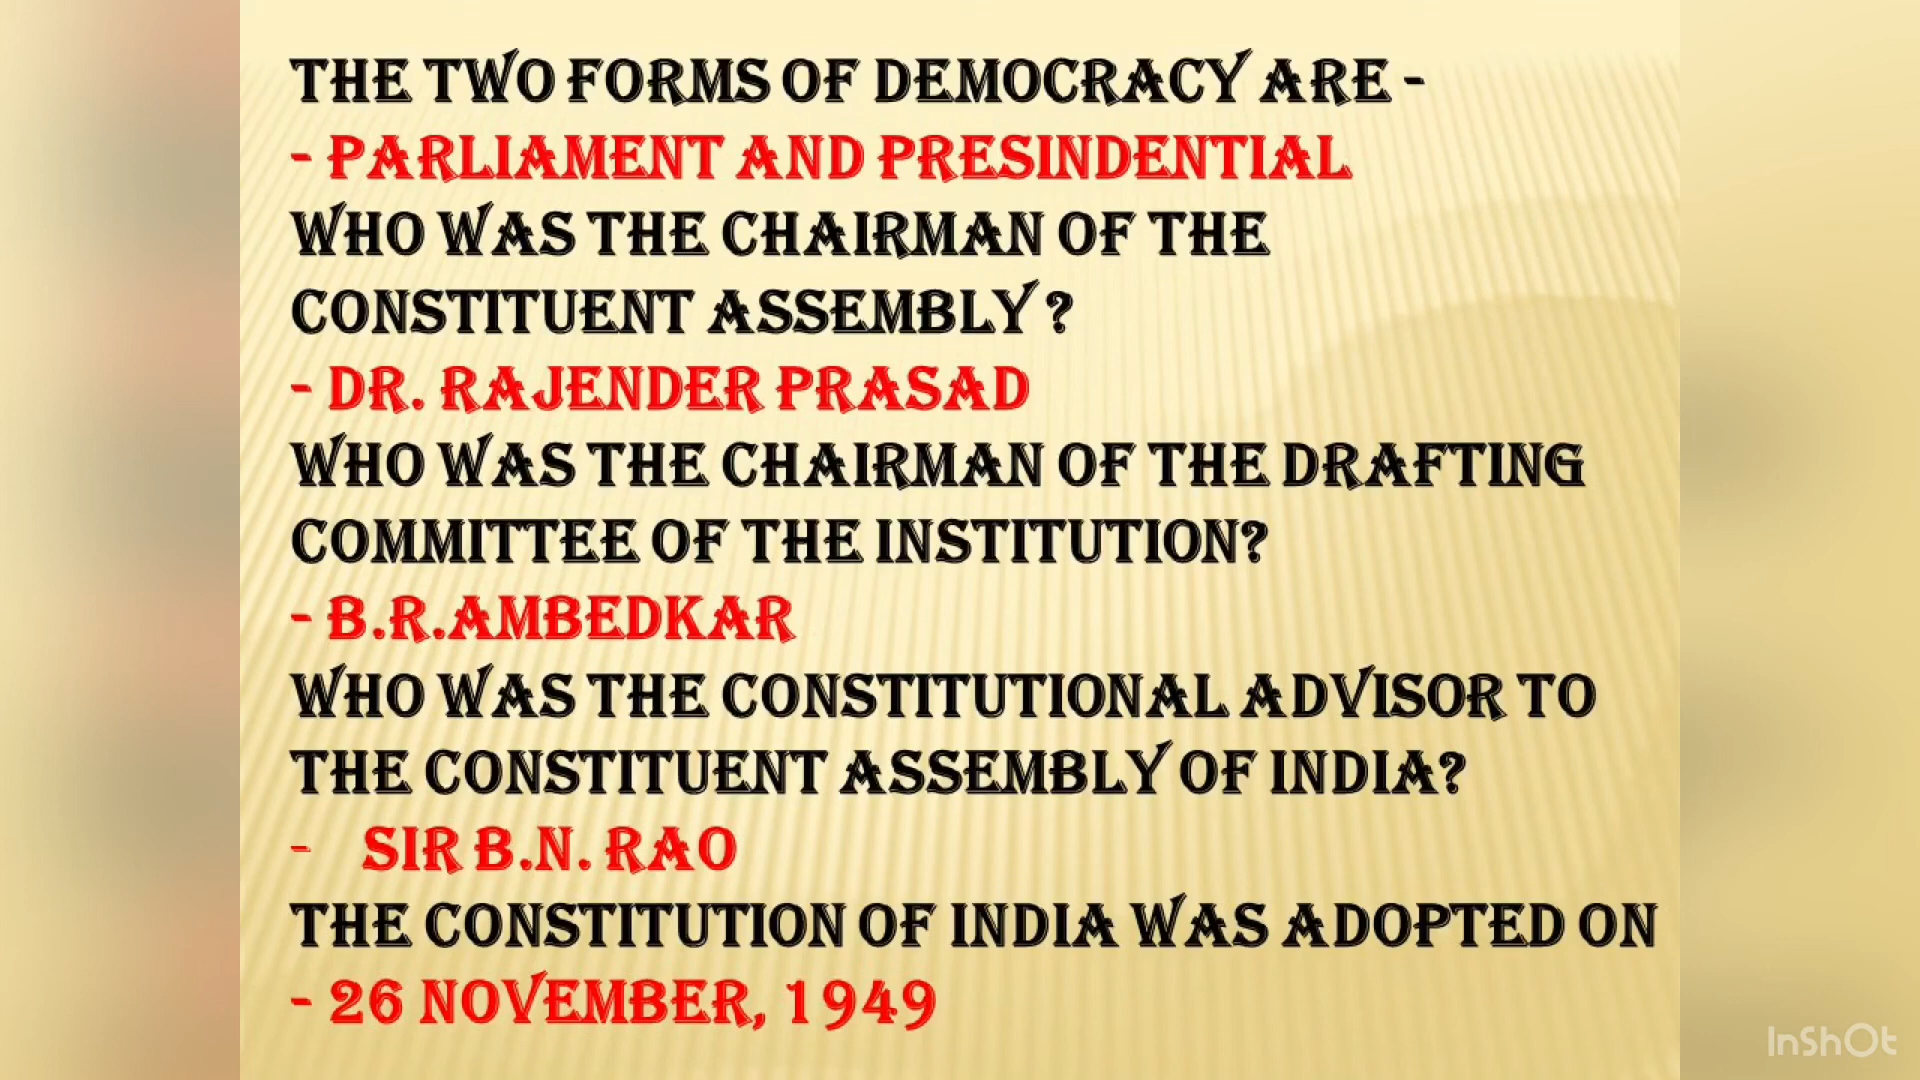 THE TWO FORMS OF DEMOCRACY ARE -
- PARLIAMENT AND PRESINDENTIAL
WHO WAS THE CHAIRMAN OF THE
CONSTITUENT ASSEMBLY ?
- DR. RAJENDER PRASAD
WHO WAS THE CHAIRMAN OF THE DRAFTING
COMMITTEE OF THE INSTITUTION?
- B.R.AMBEDKAR
WHO WAS THE CONSTITUTIONAL ADVISOR TO
THE CONSTITUENT ASSEMBLY OF INDIA?
- SIR B.N. RAO
THE CONSTITUTION OF INDIA WAS ADOPTED ON
- 26 NOVEMBER, 1949
InShOt